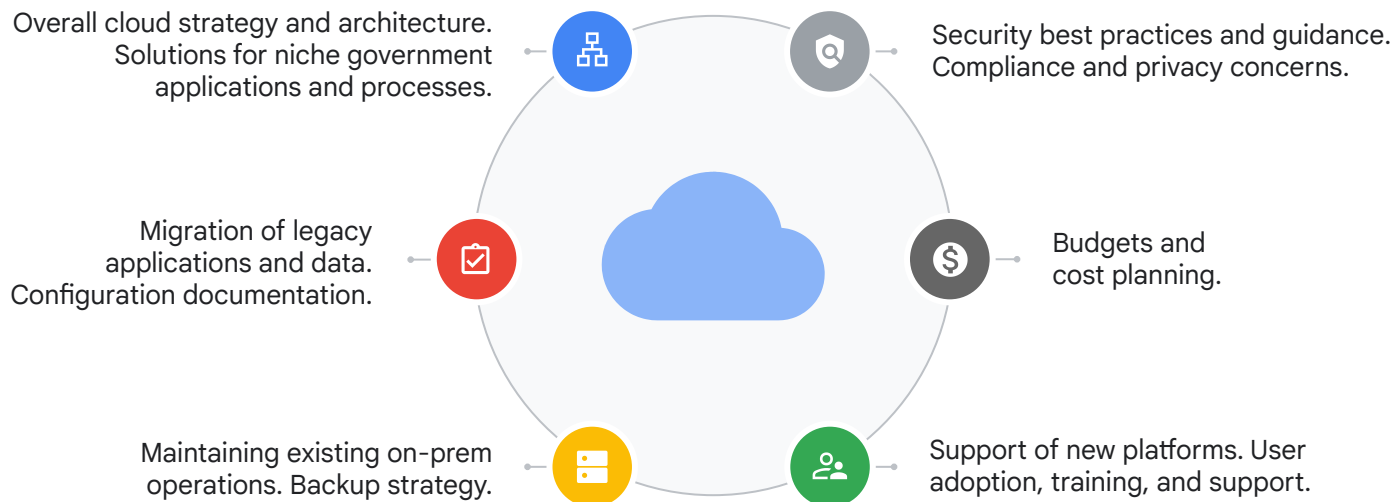 Overall cloud strategy and architecture.
Solutions for niche government
applications and processes.
Security best practices and guidance.
Compliance and privacy concerns.
Migration of legacy
applications and data.
Configuration documentation.
Budgets and
cost planning.
Maintaining existing on-prem
operations. Backup strategy.
Support of new platforms. User
adoption, training, and support.